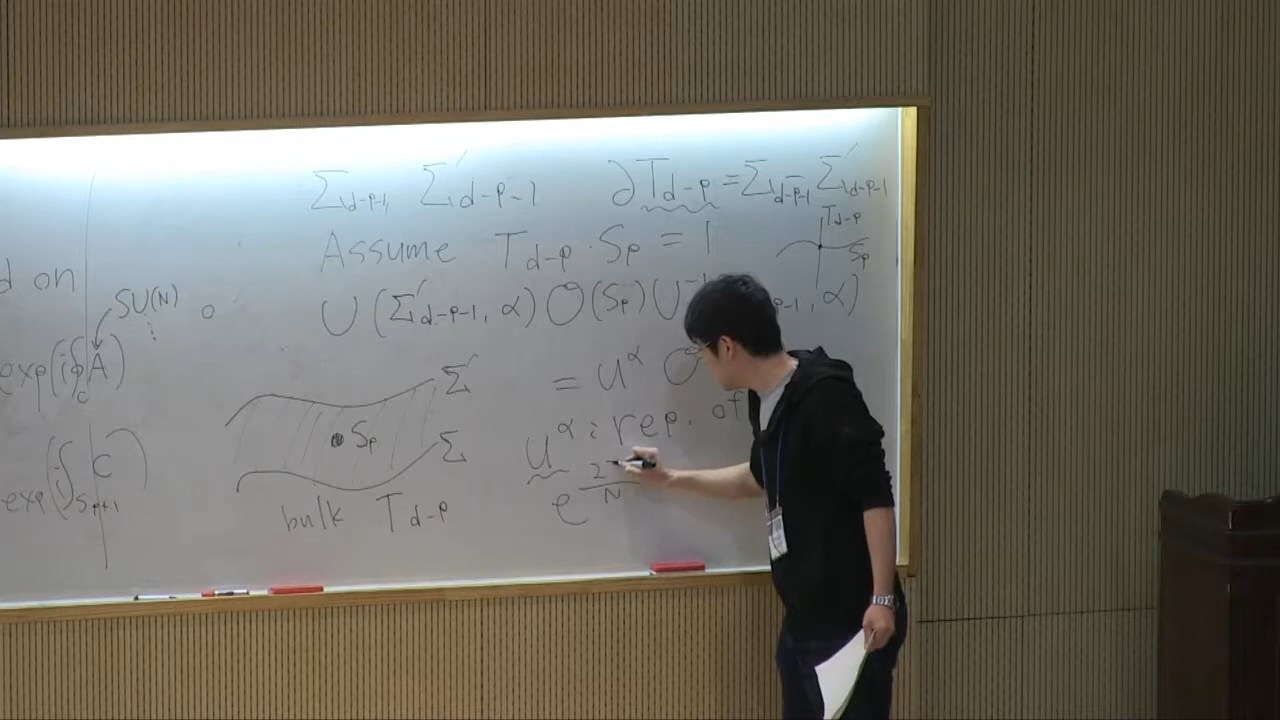 d on
SU(N)
exp(i∮_C A)
exp(i∫_{S_{p+1}} C)
Σ_{d-p-1} Σ'_{d-p-1} ∂T_{d-p} = Σ_{d-p-1} - Σ'_{d-p-1}
Assume T_{d-p} · S_p = 1
T_{d-p}
S_p
U(Σ'_{d-p-1}, α) O(S_p) U^{-1} p-1, α)
Σ'
S_p
Σ
bulk T_{d-p}
= u^α O
u^α : rep. of
e^{2/N}